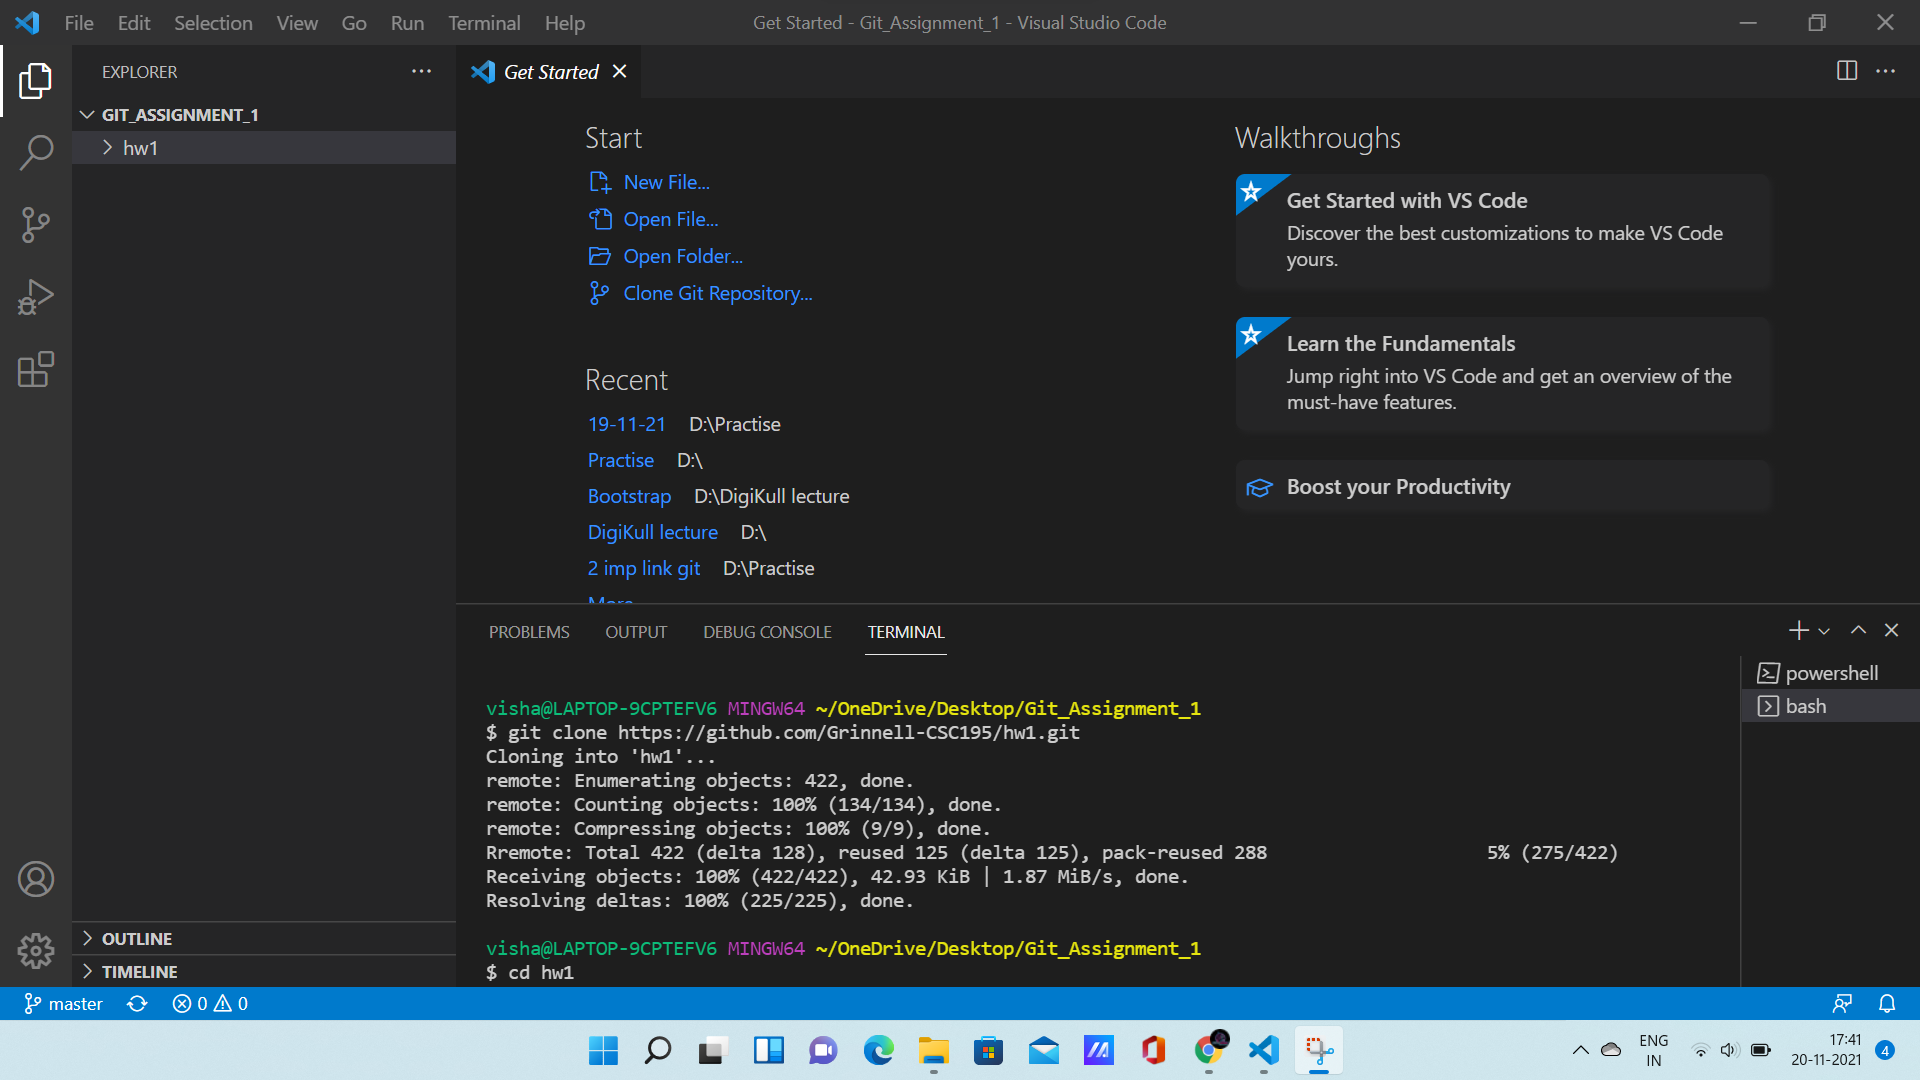 File Edit Selection View Go Run Terminal Help
Get Started - Git_Assignment_1 - Visual Studio Code
EXPLORER
GIT_ASSIGNMENT_1
hw1
OUTLINE
TIMELINE
Get Started
Start
New File...
Open File...
Open Folder...
Clone Git Repository...
Recent
19-11-21 D:\Practise
Practise D:\
Bootstrap D:\DigiKull lecture
DigiKull lecture D:\
2 imp link git D:\Practise
More
Walkthroughs
Get Started with VS Code
Discover the best customizations to make VS Code
yours.
Learn the Fundamentals
Jump right into VS Code and get an overview of the
must-have features.
Boost your Productivity
PROBLEMS OUTPUT DEBUG CONSOLE TERMINAL
visha@LAPTOP-9CPTEFV6 MINGW64 ~/OneDrive/Desktop/Git_Assignment_1
$ git clone https://github.com/Grinnell-CSC195/hw1.git
Cloning into 'hw1'...
remote: Enumerating objects: 422, done.
remote: Counting objects: 100% (134/134), done.
remote: Compressing objects: 100% (9/9), done.
Rremote: Total 422 (delta 128), reused 125 (delta 125), pack-reused 288 5% (275/422)
Receiving objects: 100% (422/422), 42.93 KiB | 1.87 MiB/s, done.
Resolving deltas: 100% (225/225), done.
visha@LAPTOP-9CPTEFV6 MINGW64 ~/OneDrive/Desktop/Git_Assignment_1
$ cd hw1
powershell
bash
master 0 0
ENG
IN
17:41
20-11-2021
4